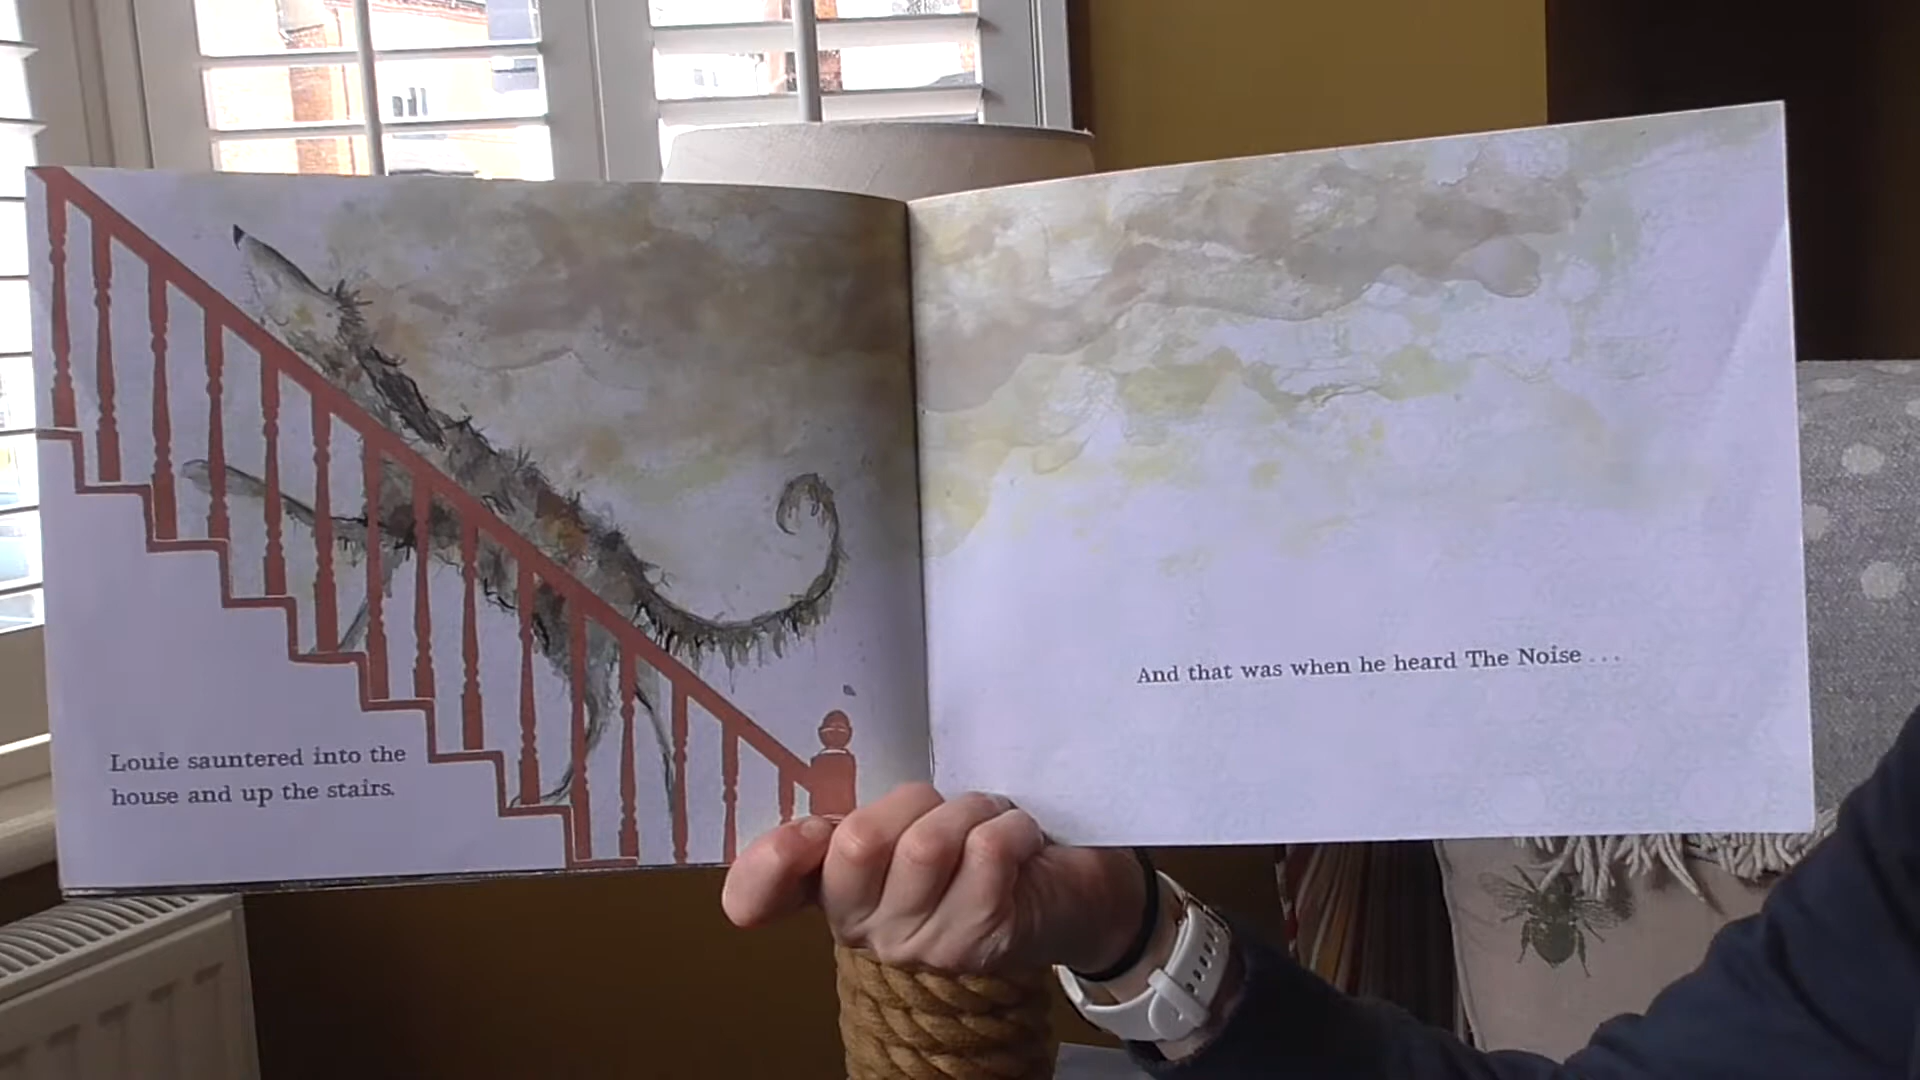 Louie sauntered into the
house and up the stairs.
And that was when he heard The Noise . . .